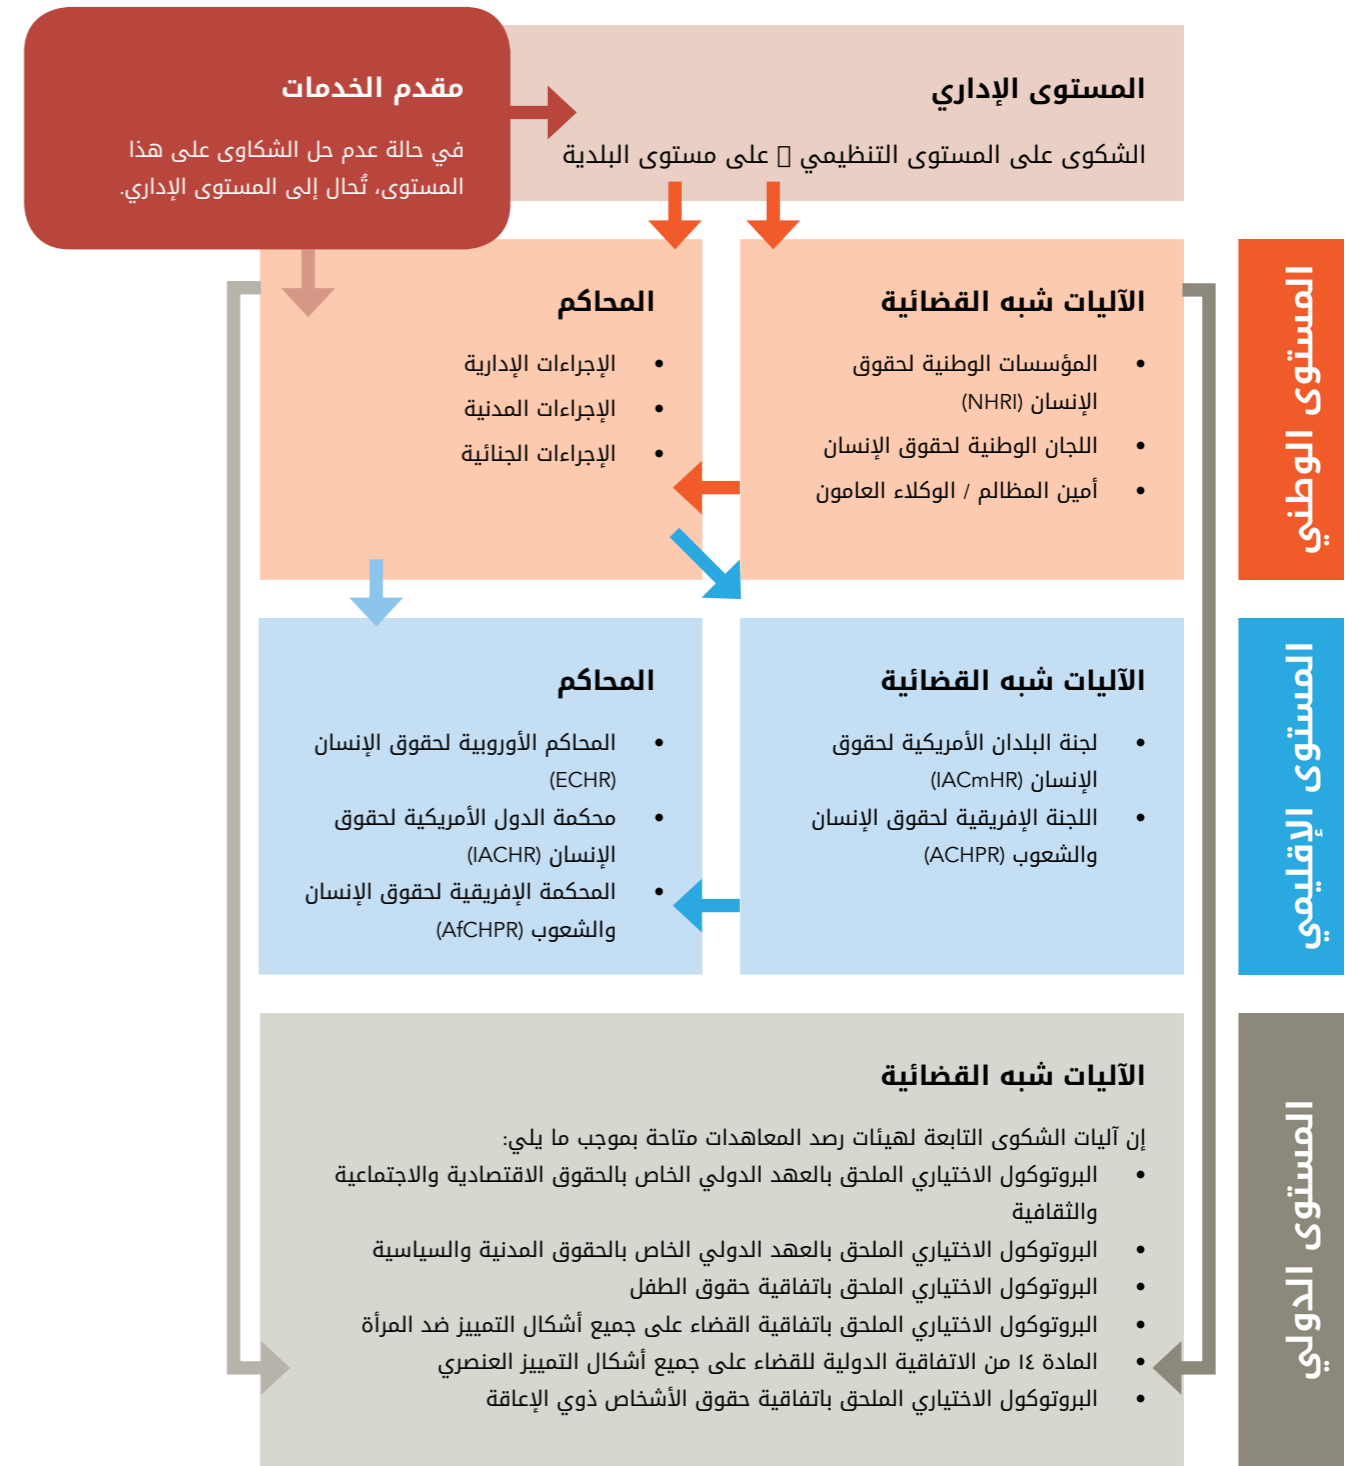 مقدم الخدمات
في حالة عدم حل الشكاوى على هذا
المستوى، تُحال إلى المستوى الإداري.
المستوى الإداري
الشكوى على المستوى التنظيمي ▯ على مستوى البلدية
المستوى الوطني
الآليات شبه القضائية
• المؤسسات الوطنية لحقوق
الإنسان (NHRI)
• اللجان الوطنية لحقوق الإنسان
• أمين المظالم / الوكلاء العامون
المحاكم
• الإجراءات الإدارية
• الإجراءات المدنية
• الإجراءات الجنائية
المستوى الإقليمي
الآليات شبه القضائية
• لجنة البلدان الأمريكية لحقوق
الإنسان (IACmHR)
• اللجنة الإفريقية لحقوق الإنسان
والشعوب (ACHPR)
المحاكم
• المحاكم الأوروبية لحقوق الإنسان
(ECHR)
• محكمة الدول الأمريكية لحقوق
الإنسان (IACHR)
• المحكمة الإفريقية لحقوق الإنسان
والشعوب (AfCHPR)
المستوى الدولي
الآليات شبه القضائية
إن آليات الشكوى التابعة لهيئات رصد المعاهدات متاحة بموجب ما يلي:
• البروتوكول الاختياري الملحق بالعهد الدولي الخاص بالحقوق الاقتصادية والاجتماعية
والثقافية
• البروتوكول الاختياري الملحق بالعهد الدولي الخاص بالحقوق المدنية والسياسية
• البروتوكول الاختياري الملحق باتفاقية حقوق الطفل
• البروتوكول الاختياري الملحق باتفاقية القضاء على جميع أشكال التمييز ضد المرأة
• المادة ١٤ من الاتفاقية الدولية للقضاء على جميع أشكال التمييز العنصري
• البروتوكول الاختياري الملحق باتفاقية حقوق الأشخاص ذوي الإعاقة